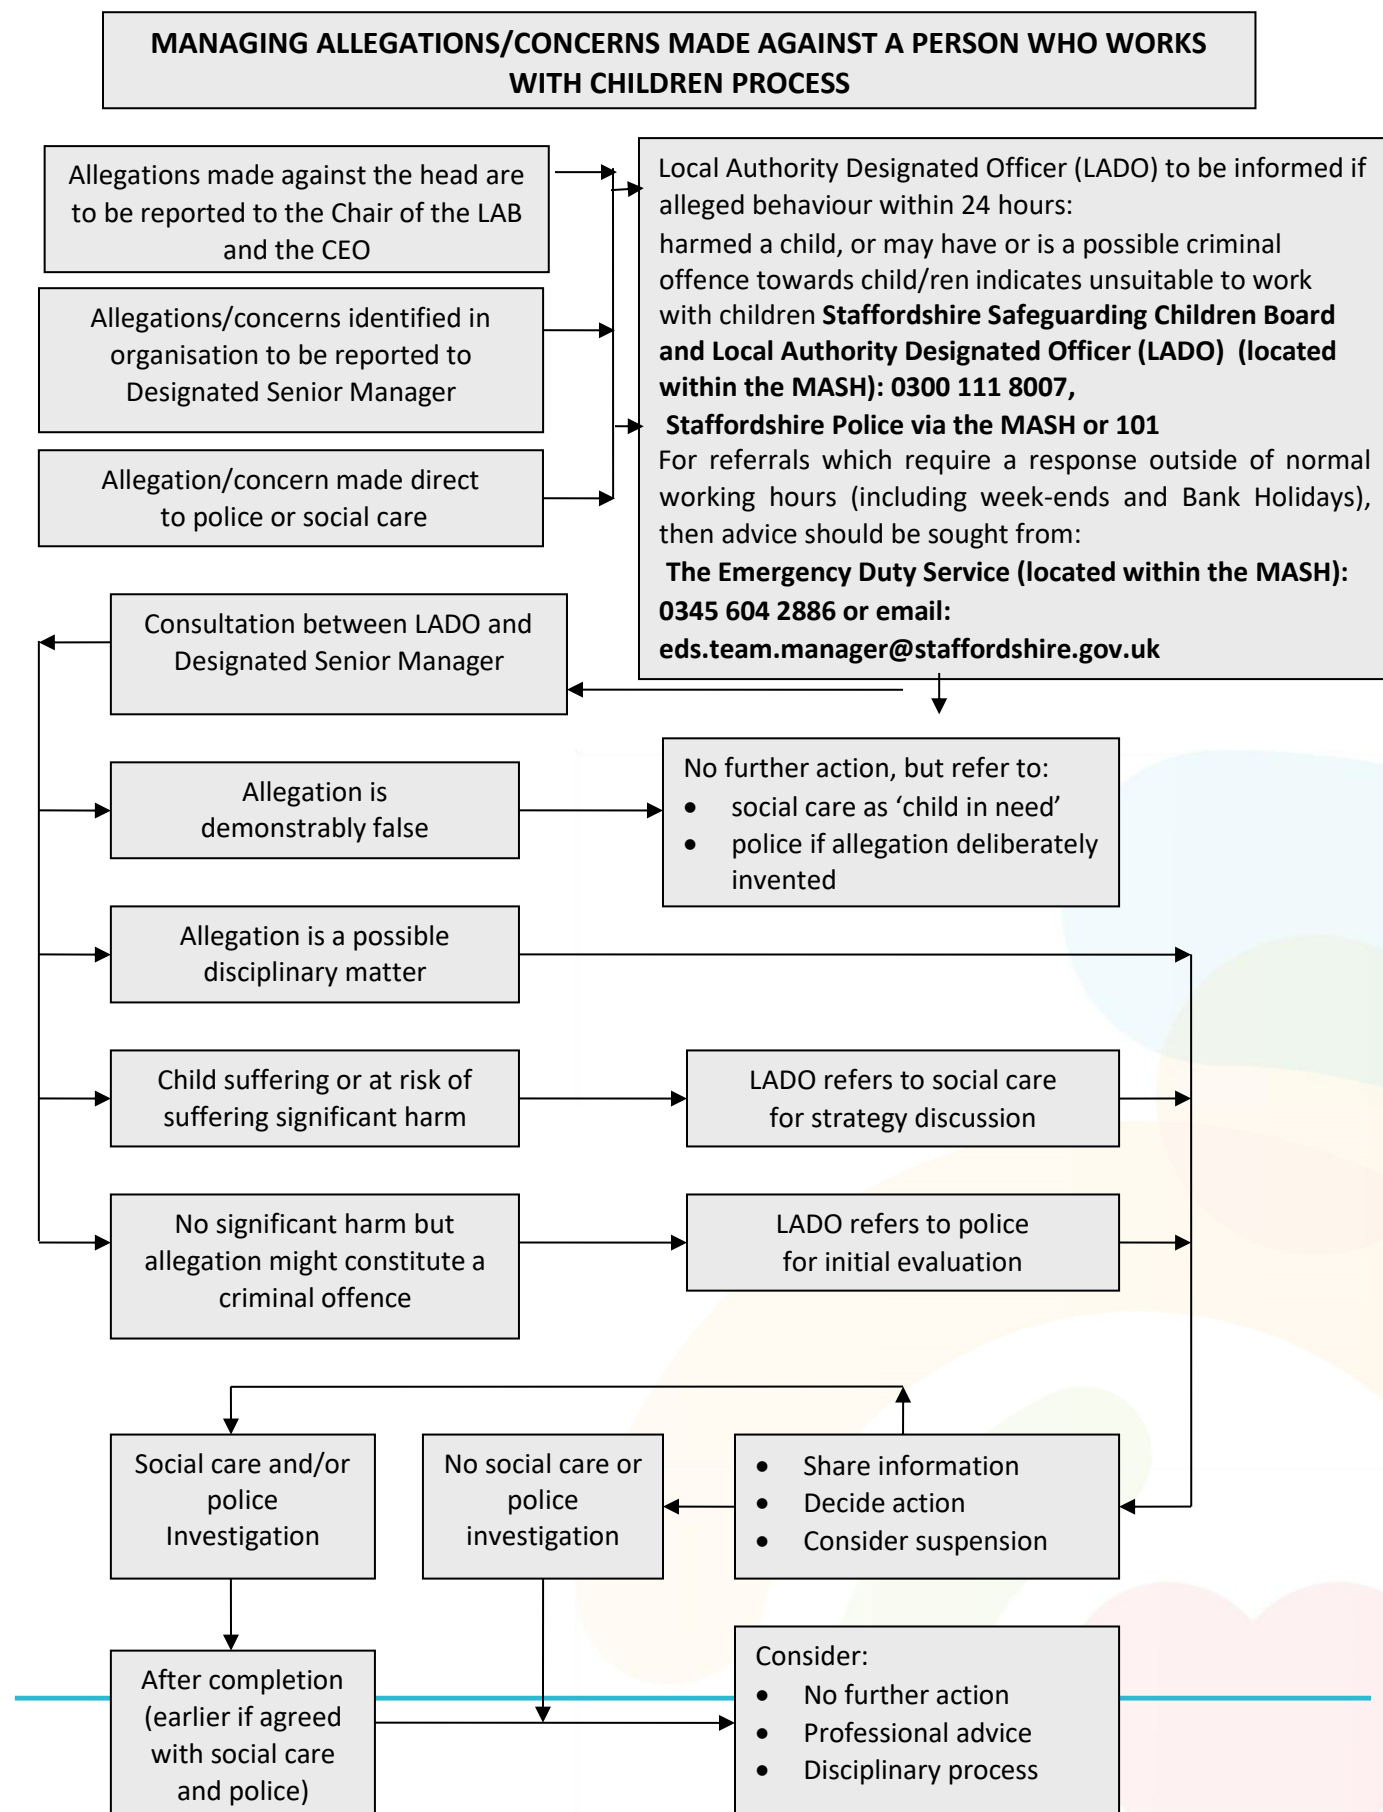 MANAGING ALLEGATIONS/CONCERNS MADE AGAINST A PERSON WHO WORKS
WITH CHILDREN PROCESS
Allegations made against the head are
to be reported to the Chair of the LAB
and the CEO
Allegations/concerns identified in
organisation to be reported to
Designated Senior Manager
Allegation/concern made direct
to police or social care
Local Authority Designated Officer (LADO) to be informed if
alleged behaviour within 24 hours:
harmed a child, or may have or is a possible criminal
offence towards child/ren indicates unsuitable to work
with children Staffordshire Safeguarding Children Board
and Local Authority Designated Officer (LADO) (located
within the MASH): 0300 111 8007,
Staffordshire Police via the MASH or 101
For referrals which require a response outside of normal
working hours (including week-ends and Bank Holidays),
then advice should be sought from:
The Emergency Duty Service (located within the MASH):
0345 604 2886 or email:
eds.team.manager@staffordshire.gov.uk
Consultation between LADO and
Designated Senior Manager
Allegation is
demonstrably false
No further action, but refer to:
• social care as ‘child in need’
• police if allegation deliberately
invented
Allegation is a possible
disciplinary matter
Child suffering or at risk of
suffering significant harm
LADO refers to social care
for strategy discussion
No significant harm but
allegation might constitute a
criminal offence
LADO refers to police
for initial evaluation
Social care and/or
police
Investigation
No social care or
police
investigation
• Share information
• Decide action
• Consider suspension
After completion
(earlier if agreed
with social care
and police)
Consider:
• No further action
• Professional advice
• Disciplinary process